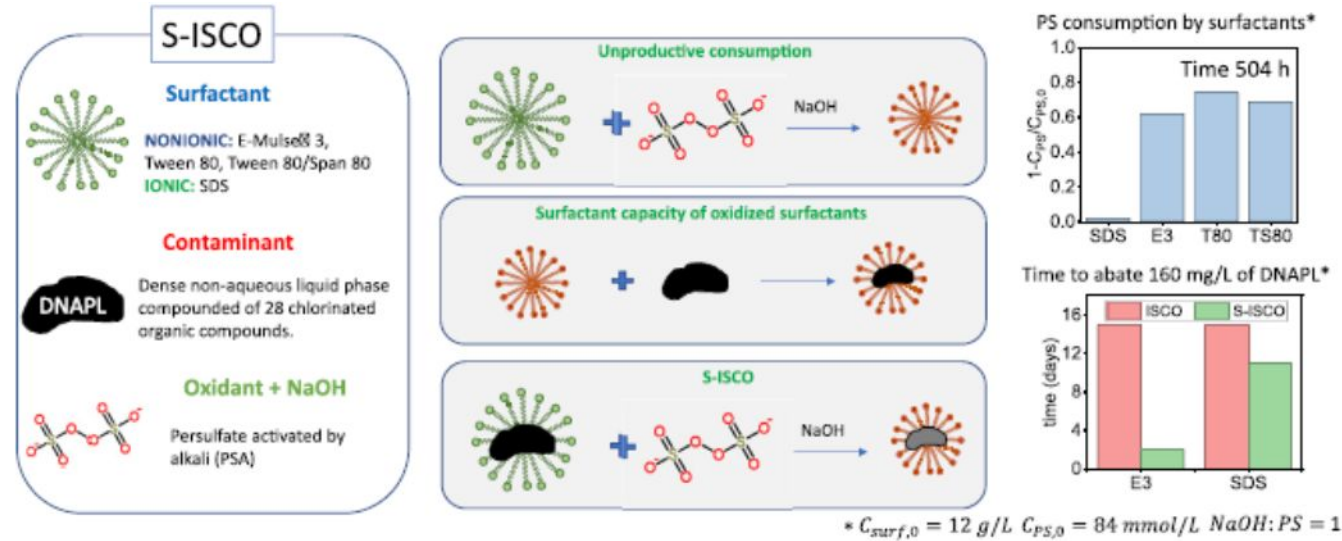 S-ISCO
Surfactant
NONIONIC: E-Mulse 3,
Tween 80, Tween 80/Span 80
IONIC: SDS
Contaminant
DNAPL
Dense non-aqueous liquid phase
compounded of 28 chlorinated
organic compounds.
Oxidant + NaOH
Persulfate activated by
alkali (PSA)
Unproductive consumption
NaOH
Surfactant capacity of oxidized surfactants
S-ISCO
NaOH
PS consumption by surfactants*
Time 504 h
1-C_PS/C_PS,0
1.0
0.8
0.6
0.4
0.2
0.0
SDS E3 T80 TS80
Time to abate 160 mg/L of DNAPL*
ISCO S-ISCO
time (days)
16
12
8
4
0
E3 SDS
* C_surf,0 = 12 g/L C_PS,0 = 84 mmol/L NaOH: PS = 1